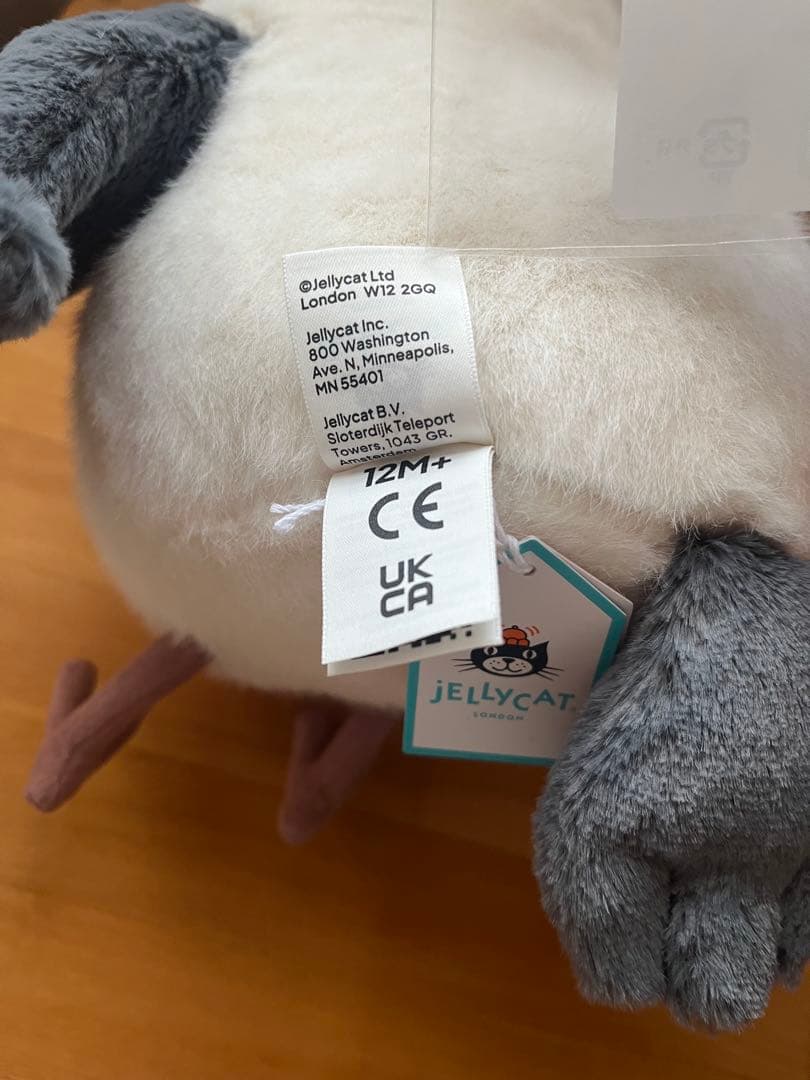 ©Jellycat Ltd
London W12 2GQ
Jellycat Inc.
800 Washington
Ave. N, Minneapolis,
MN 55401
Jellycat B.V.
Sloterdijk Teleport
Towers, 1043 GR.
Amsterdam
12M+
CE
UK
CA
JELLYCAT
LONDON